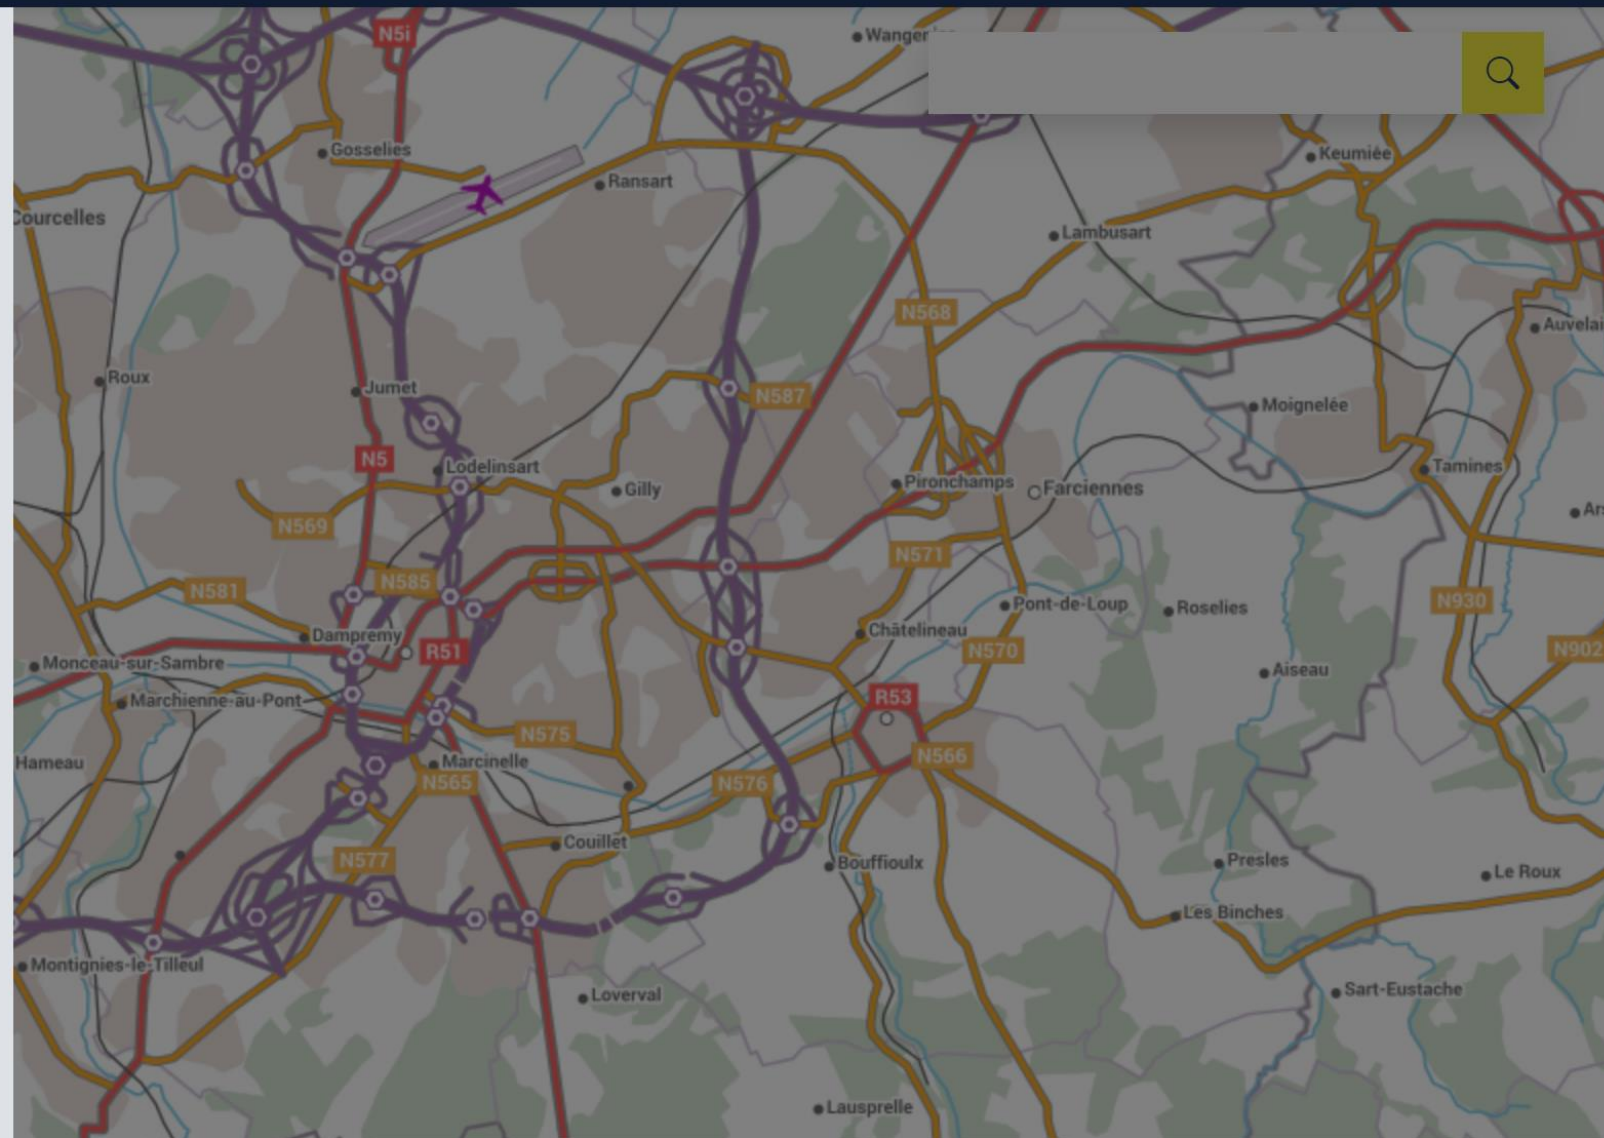 N5i
Gosselies
Ransart
Keumiée
Courcelles
Lambusart
N568
Roux
Jumet
N587
Moignelée
N5
Lodelinsart
Gilly
Pironchamps
Farciennes
Tamines
N569
N571
N581
N585
N930
Pont-de-Loup
Roselies
Dampremy
R51
Châtelineau
N570
N902
Monceau-sur-Sambre
Aiseau
Marchienne-au-Pont
R53
N575
Hameau
Marcinelle
N566
N565
N576
Couillet
N577
Bouffioulx
Presles
Le Roux
Les Binches
Montignies-le-Tilleul
Loverval
Sart-Eustache
Lausprelle